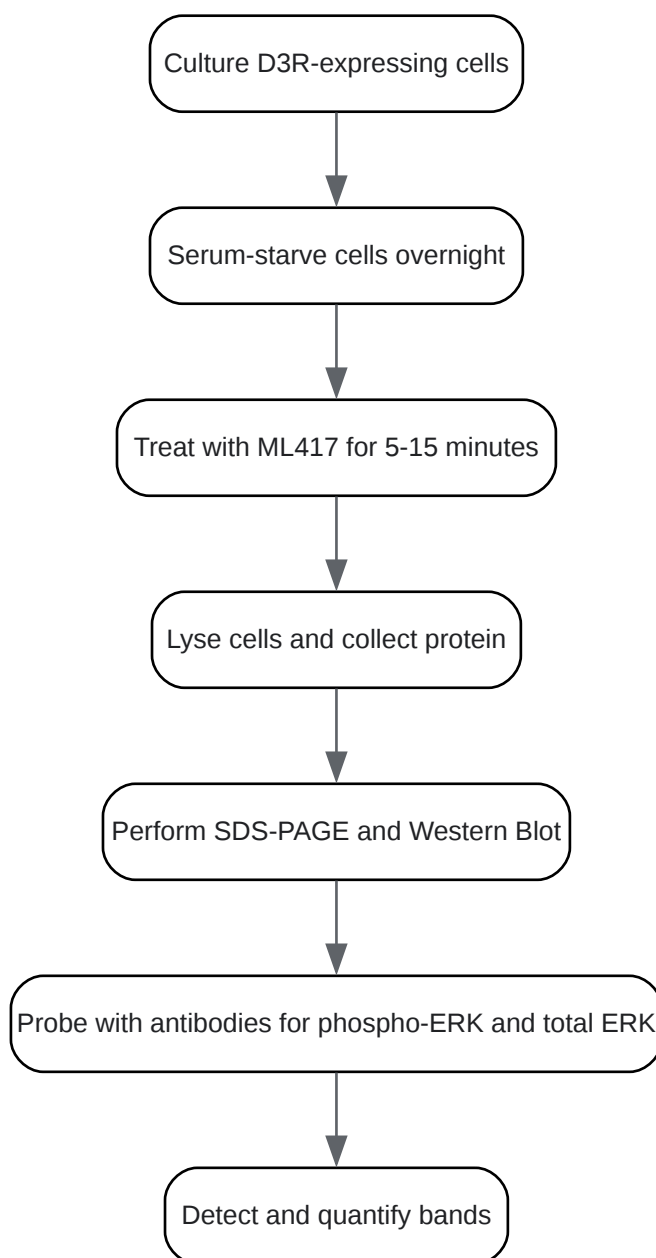 Culture D3R-expressing cells
Serum-starve cells overnight
Treat with ML417 for 5-15 minutes
Lyse cells and collect protein
Perform SDS-PAGE and Western Blot
Probe with antibodies for phospho-ERK and total ERK
Detect and quantify bands